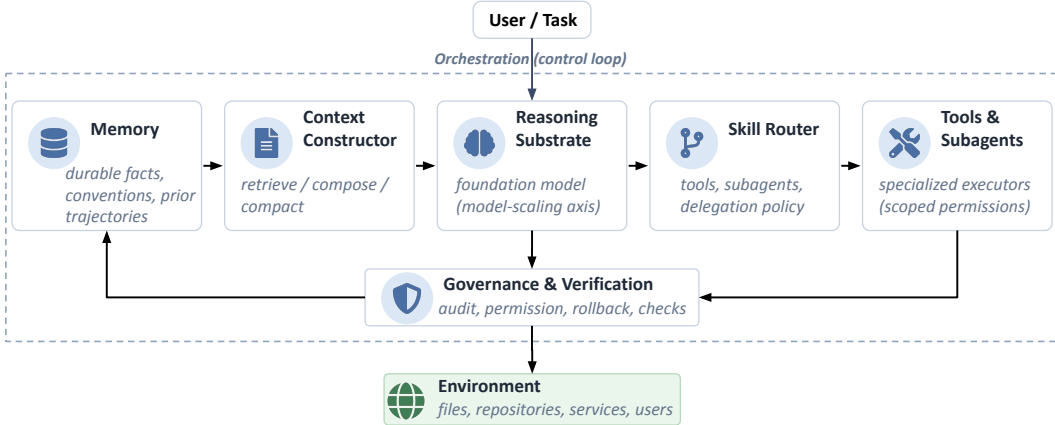 User / Task
Orchestration (control loop)
Memory
durable facts,
conventions, prior
trajectories
Context
Constructor
retrieve / compose /
compact
Reasoning
Substrate
foundation model
(model-scaling axis)
Skill Router
tools, subagents,
delegation policy
Tools &
Subagents
specialized executors
(scoped permissions)
Governance & Verification
audit, permission, rollback, checks
Environment
files, repositories, services, users